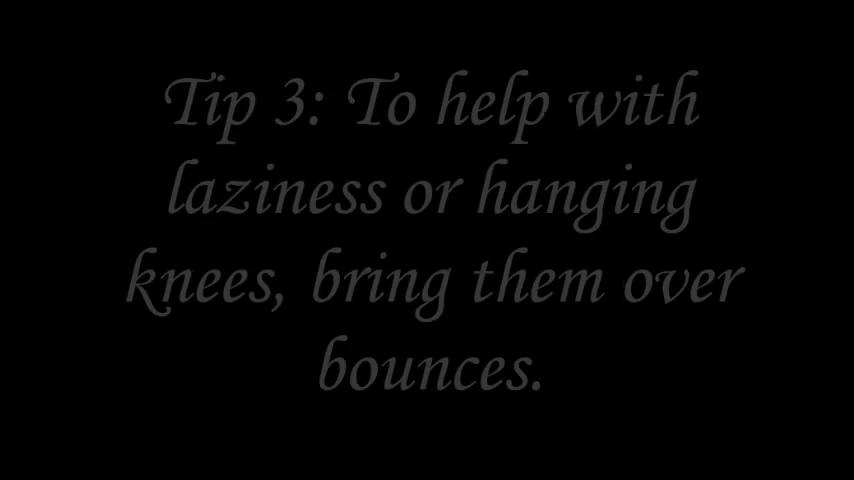 Tip 3: To help with
laziness or hanging
knees, bring them over
bounces.